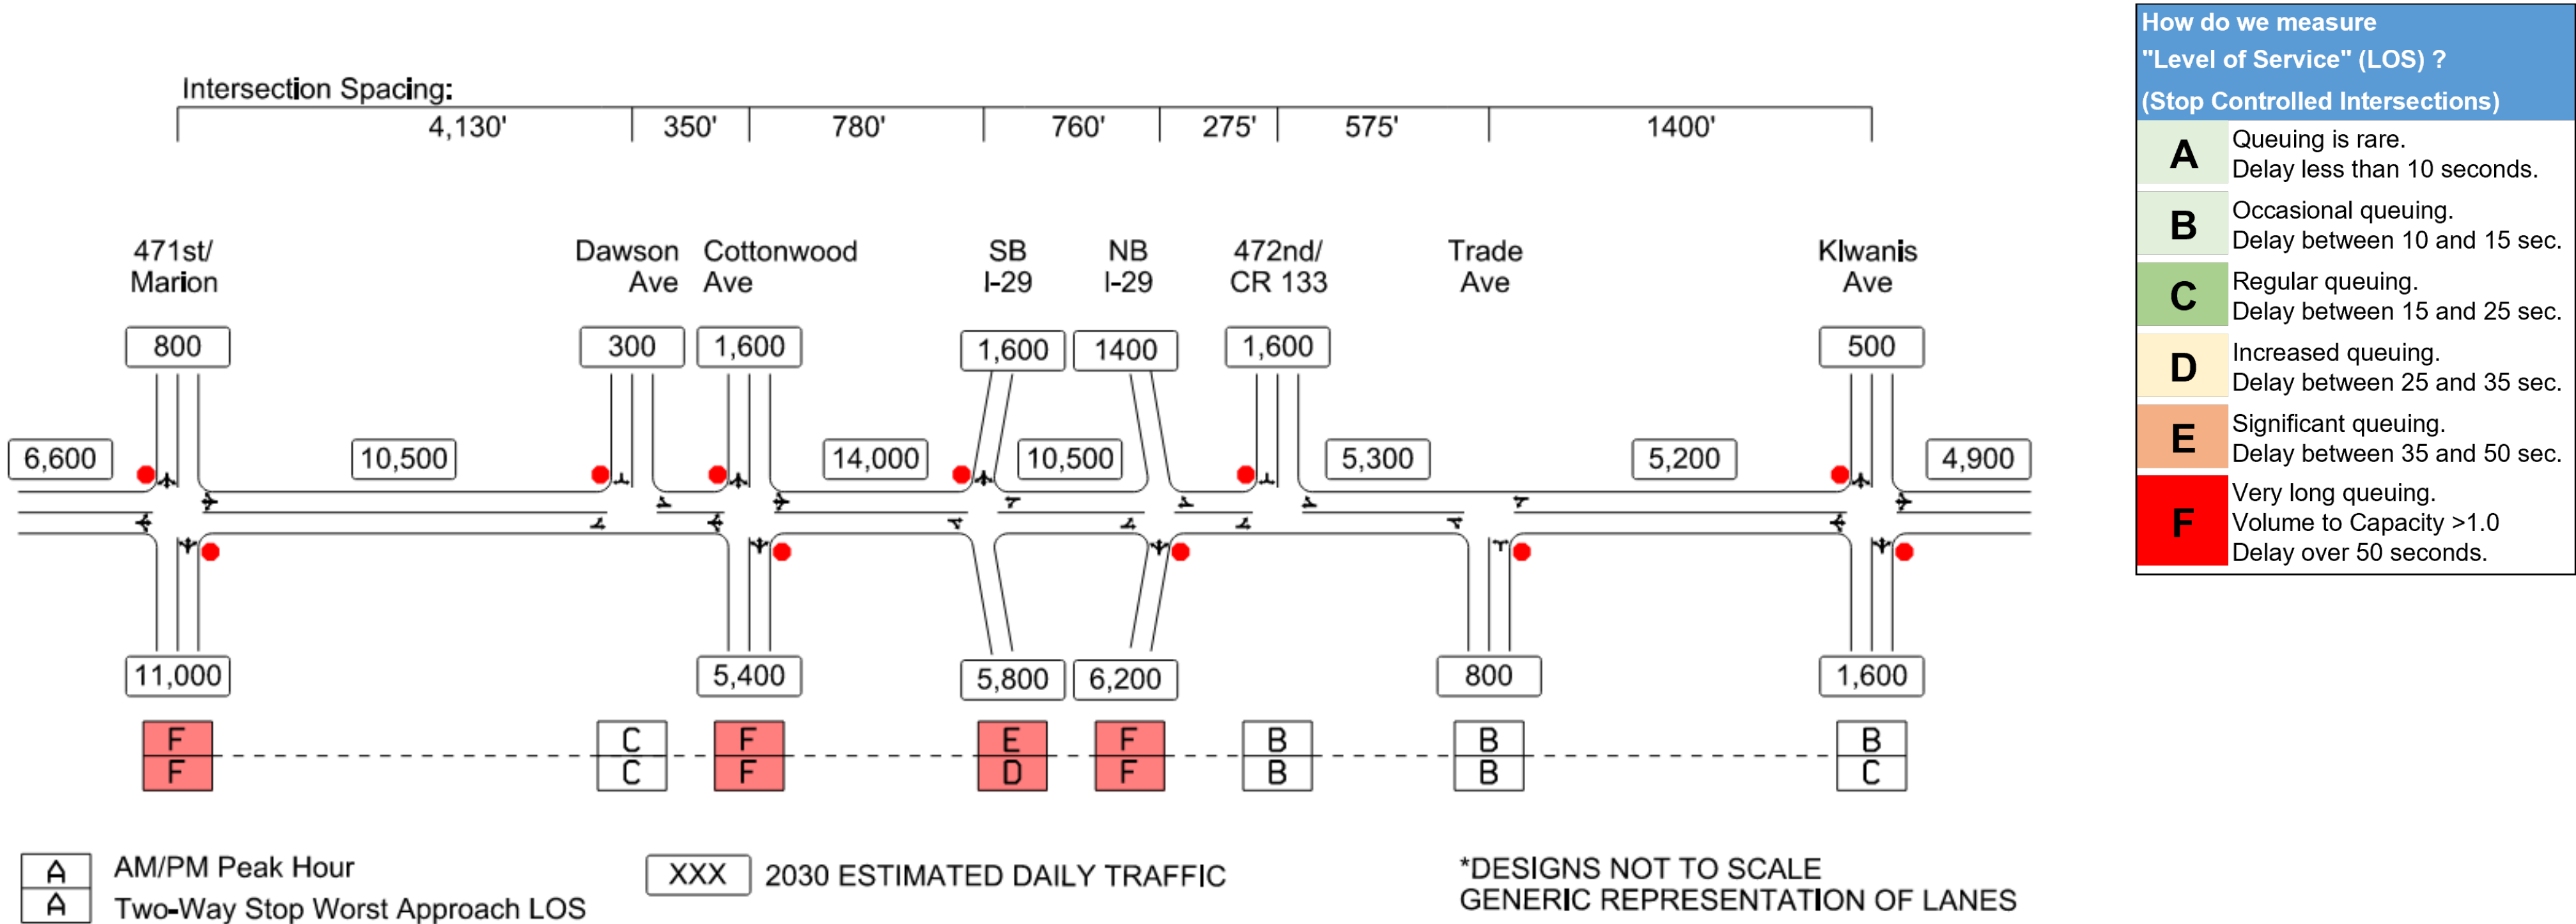 Intersection Spacing:
4,130' 350' 780' 760' 275' 575' 1400'
471st/
Marion
Dawson
Ave
Cottonwood
Ave
SB
I-29
NB
I-29
472nd/
CR 133
Trade
Ave
KIwanis
Ave
800 300 1,600 1,600 1400 1,600 500
6,600 10,500 14,000 10,500 5,300 5,200 4,900
11,000 5,400 5,800 6,200 800 1,600
F C F E F B B B
F C F D F B B C
A AM/PM Peak Hour
A Two-Way Stop Worst Approach LOS
XXX 2030 ESTIMATED DAILY TRAFFIC
*DESIGNS NOT TO SCALE
GENERIC REPRESENTATION OF LANES
How do we measure
"Level of Service" (LOS) ?
(Stop Controlled Intersections)
A
Queuing is rare.
Delay less than 10 seconds.
B
Occasional queuing.
Delay between 10 and 15 sec.
C
Regular queuing.
Delay between 15 and 25 sec.
D
Increased queuing.
Delay between 25 and 35 sec.
E
Significant queuing.
Delay between 35 and 50 sec.
F
Very long queuing.
Volume to Capacity >1.0
Delay over 50 seconds.